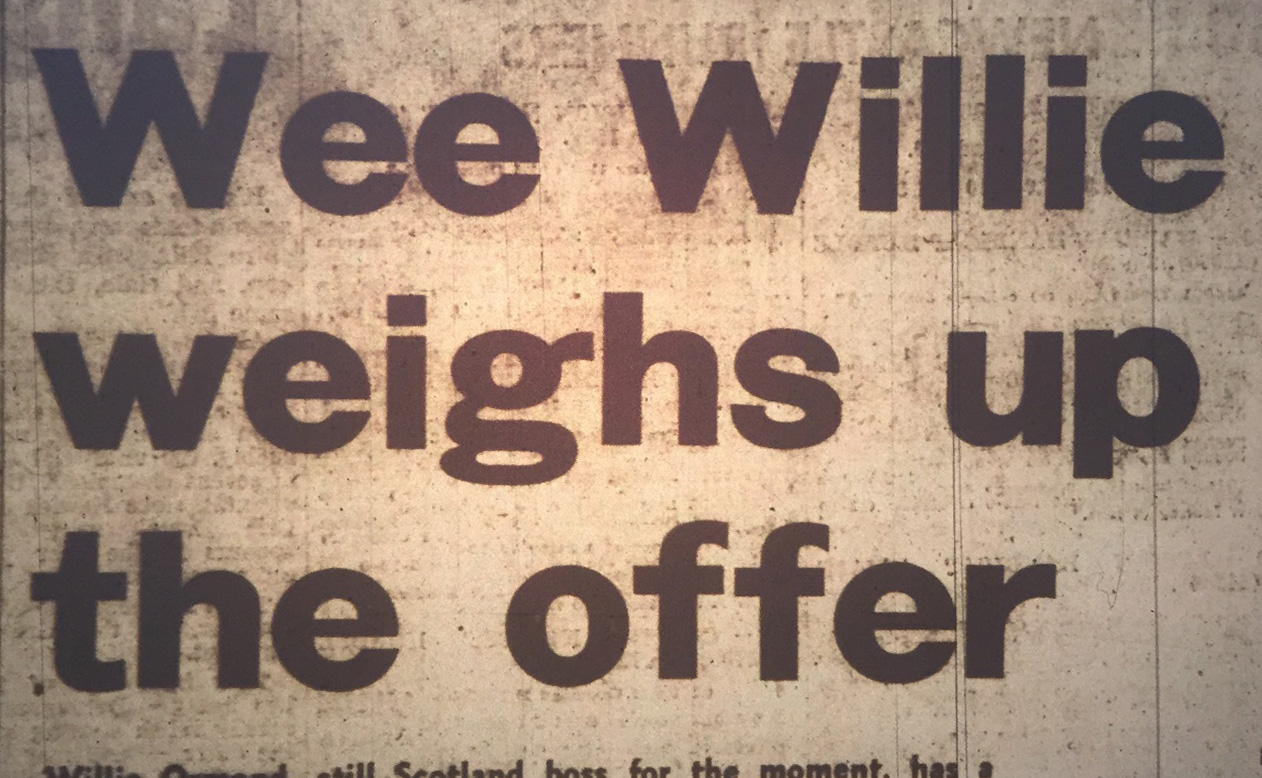 Wee Willie
weighs up
the offer
Willie Ormond, still Scotland boss for the moment, has a